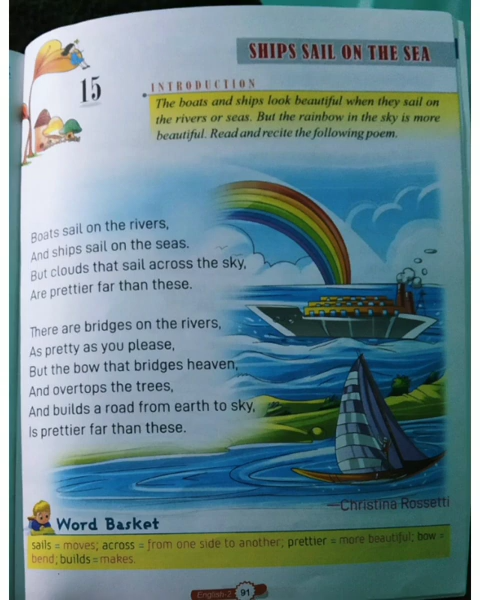 SHIPS SAIL ON THE SEA
15
INTRODUCTION
The boats and ships look beautiful when they sail on
the rivers or seas. But the rainbow in the sky is more
beautiful. Read and recite the following poem.
Boats sail on the rivers,
And ships sail on the seas.
But clouds that sail across the sky,
Are prettier far than these.
There are bridges on the rivers,
As pretty as you please,
But the bow that bridges heaven,
And overtops the trees,
And builds a road from earth to sky,
Is prettier far than these.
—Christina Rossetti
Word Basket
sails = moves; across = from one side to another; prettier = more beautiful; bow =
bend; builds = makes.
English-2 91